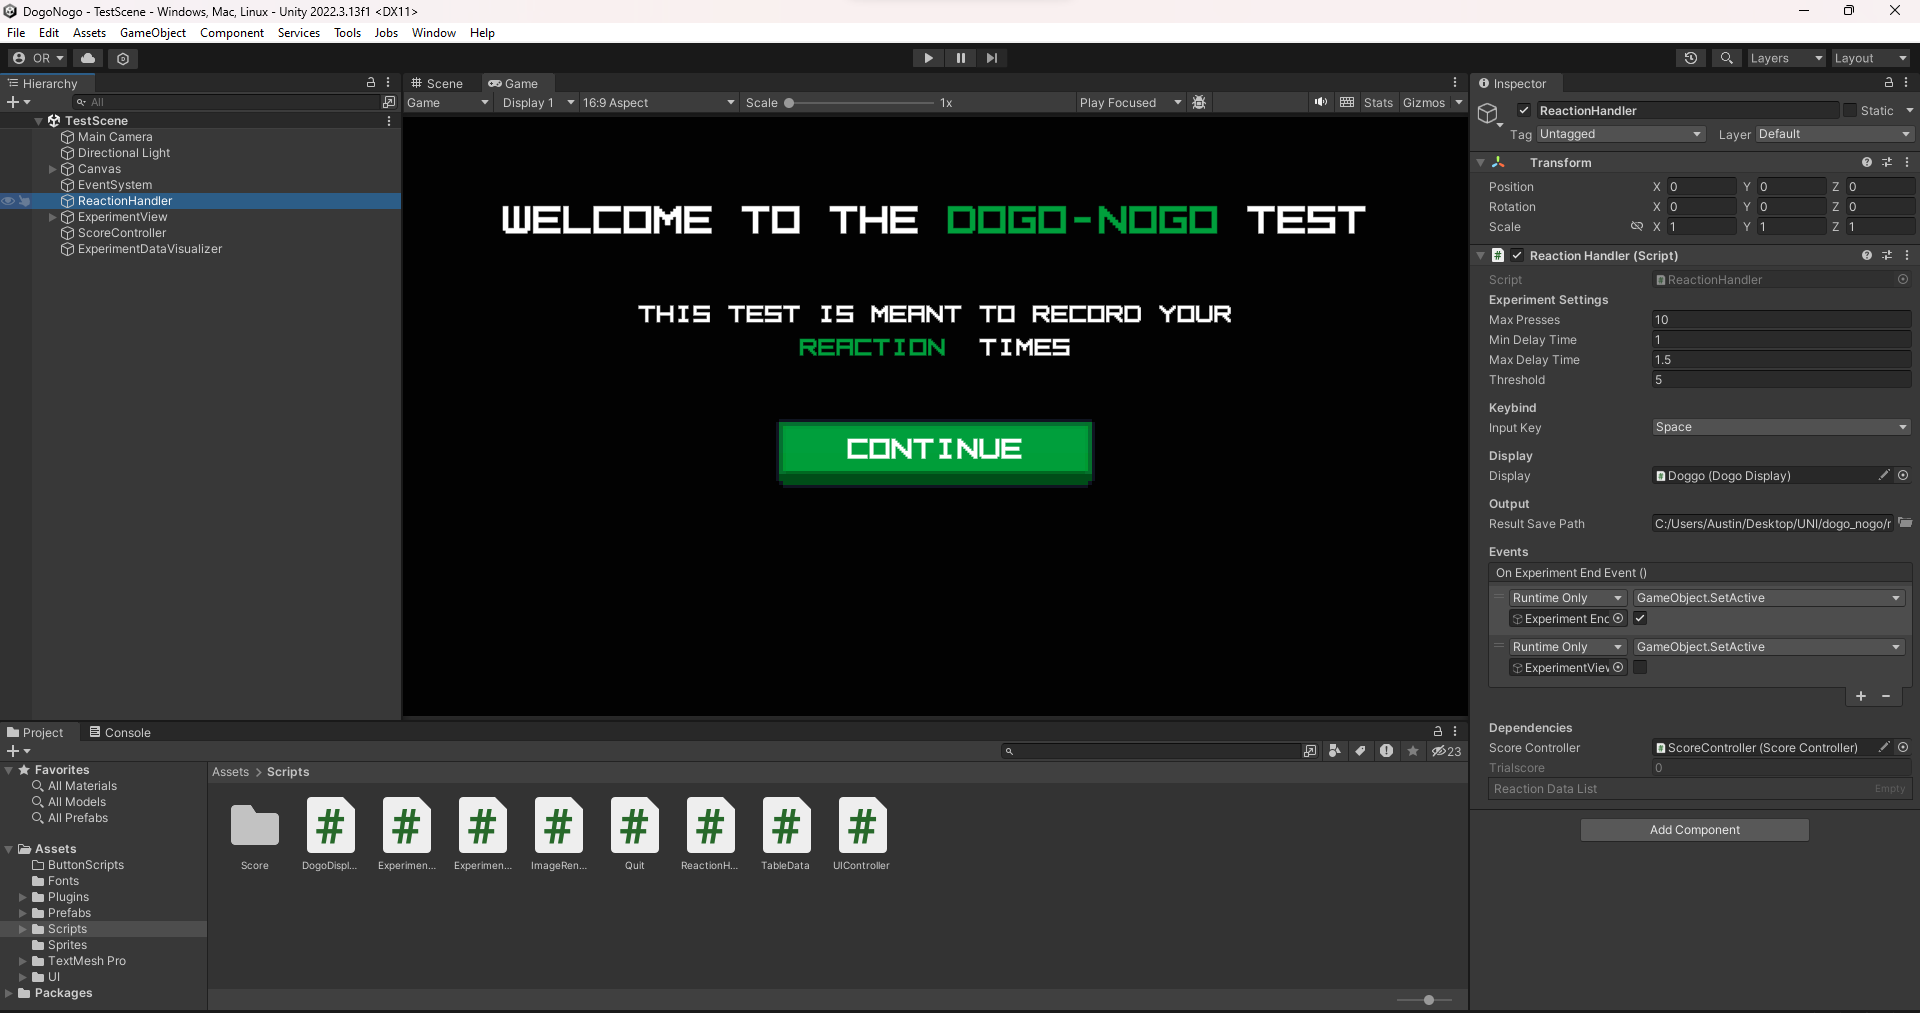 DogoNogo - TestScene - Windows, Mac, Linux - Unity 2022.3.13f1 <DX11>
File Edit Assets GameObject Component Services Tools Jobs Window Help
OR Layers Layout
Hierarchy
All
TestScene
Main Camera
Directional Light
Canvas
EventSystem
ReactionHandler
ExperimentView
ScoreController
ExperimentDataVisualizer
Scene Game
Game Display 1 16:9 Aspect Scale 1x Play Focused Stats Gizmos
WELCOME TO THE DOGO-NOGO TEST
THIS TEST IS MEANT TO RECORD YOUR
REACTION TIMES
CONTINUE
Inspector
ReactionHandler Static
Tag Untagged Layer Default
Transform
Position X 0 Y 0 Z 0
Rotation X 0 Y 0 Z 0
Scale X 1 Y 1 Z 1
# Reaction Handler (Script)
Script ReactionHandler
Experiment Settings
Max Presses 10
Min Delay Time 1
Max Delay Time 1.5
Threshold 5
Keybind
Input Key Space
Display
Display Doggo (Dogo Display)
Output
Result Save Path C:/Users/Austin/Desktop/UNI/dogo_nogo/r
Events
On Experiment End Event ()
Runtime Only GameObject.SetActive
Experiment Enc
Runtime Only GameObject.SetActive
ExperimentViev
+ -
Dependencies
Score Controller ScoreController (Score Controller)
Trialscore 0
Reaction Data List Empty
Add Component
Project Console
23
Favorites
All Materials
All Models
All Prefabs
Assets
ButtonScripts
Fonts
Plugins
Prefabs
Scripts
Sprites
TextMesh Pro
UI
Packages
Assets > Scripts
# # # # # # # #
Score DogoDispl... Experimen... Experimen... ImageRen... Quit ReactionH... TableData UIController